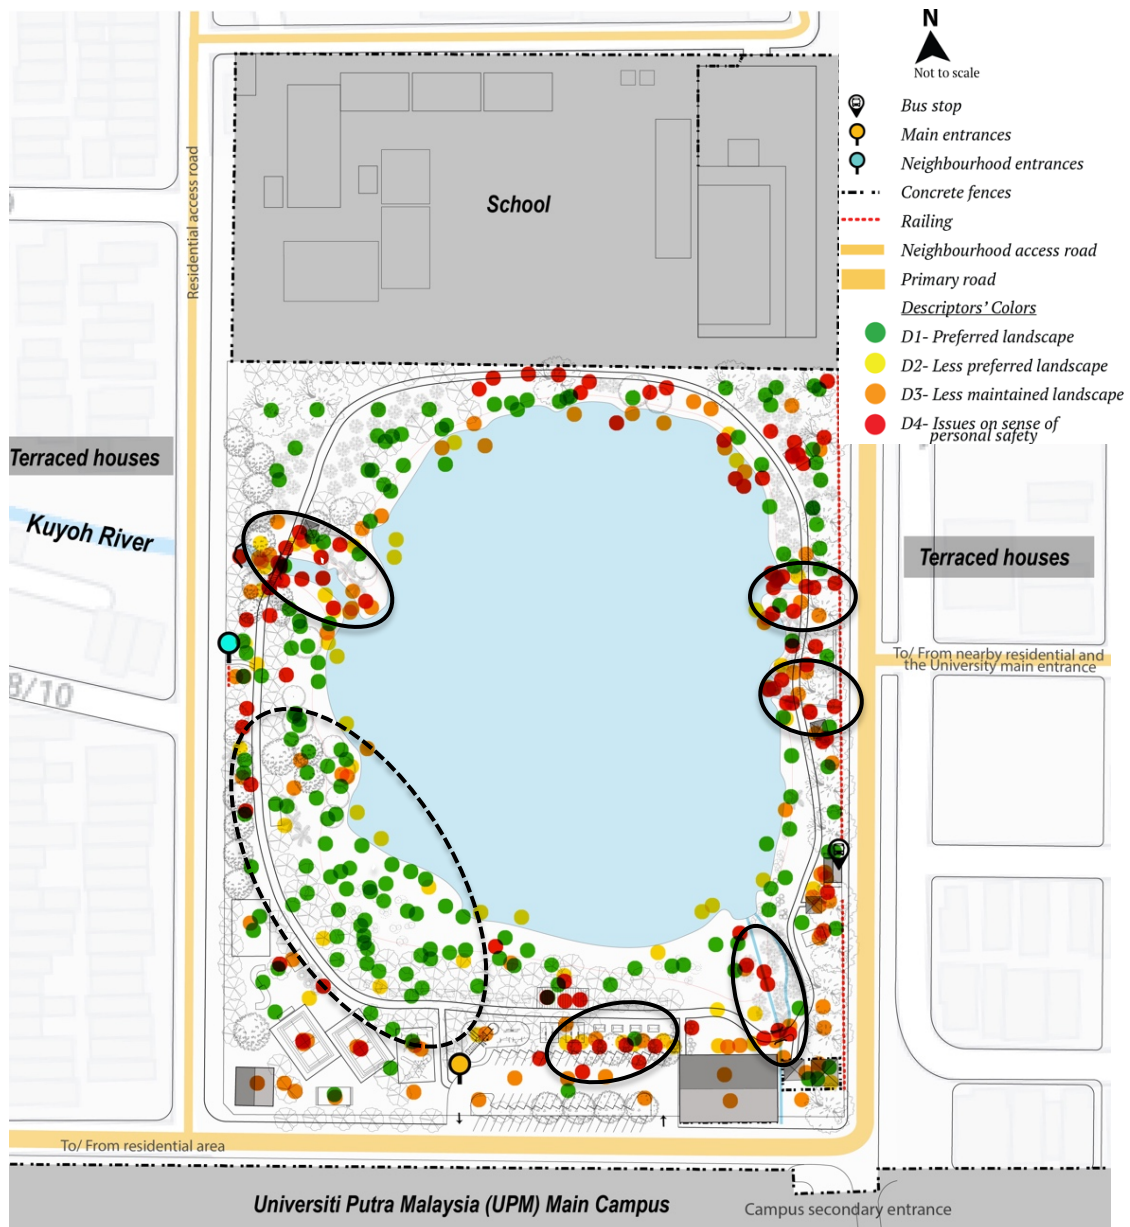 N
Not to scale
Bus stop
Main entrances
Neighbourhood entrances
Concrete fences
Railing
Neighbourhood access road
Primary road
Descriptors' Colors
D1- Preferred landscape
D2- Less preferred landscape
D3- Less maintained landscape
D4- Issues on sense of
personal safety
School
Residential access road
Terraced houses
Kuyoh River
Terraced houses
To/ From nearby residential and
the University main entrance
8/10
To/ From residential area
Universiti Putra Malaysia (UPM) Main Campus
Campus secondary entrance